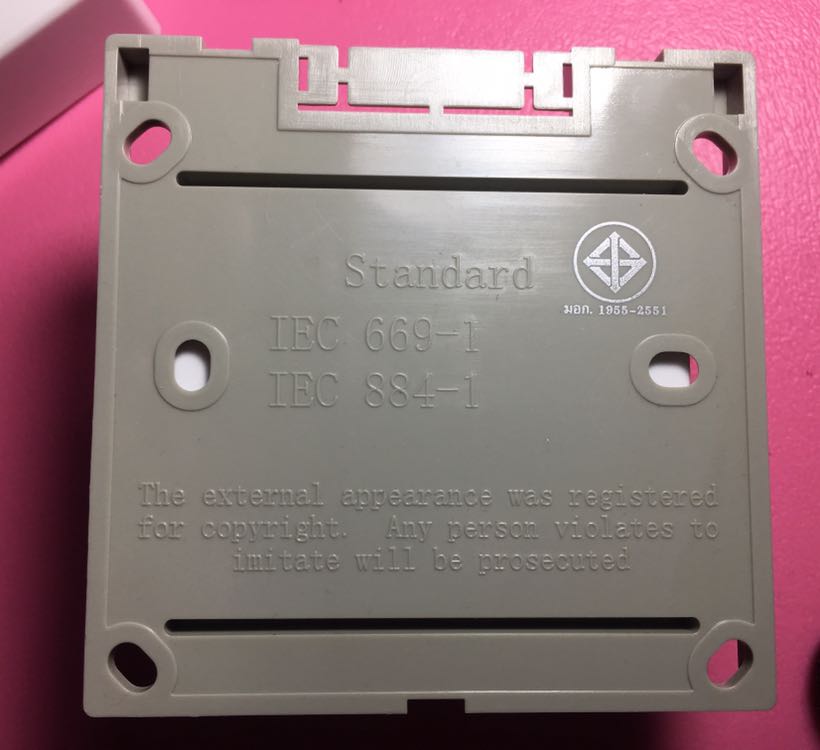 Standard
มอก. 1955-2551
IEC 669-1
IEC 884-1
The external appearance was registered
for copyright. Any person violates to
imitate will be prosecuted